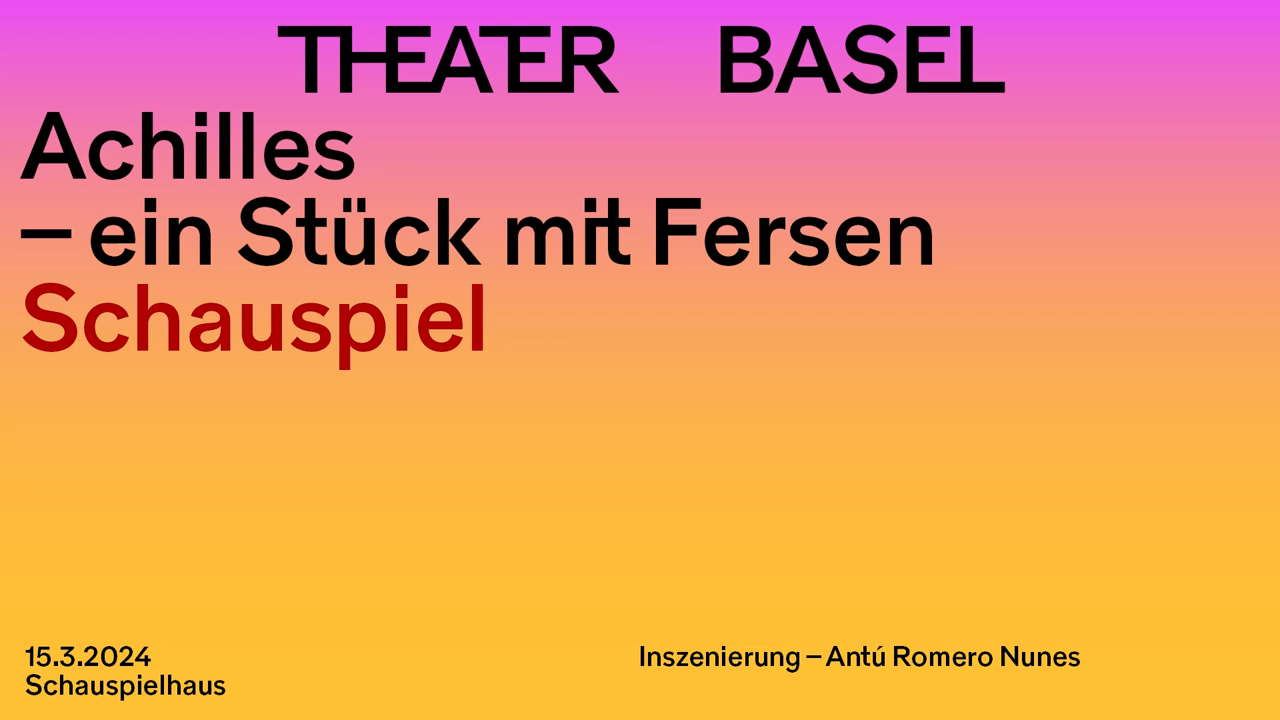 THEATER BASEL
Achilles
– ein Stück mit Fersen
Schauspiel
15.3.2024
Schauspielhaus
Inszenierung – Antú Romero Nunes